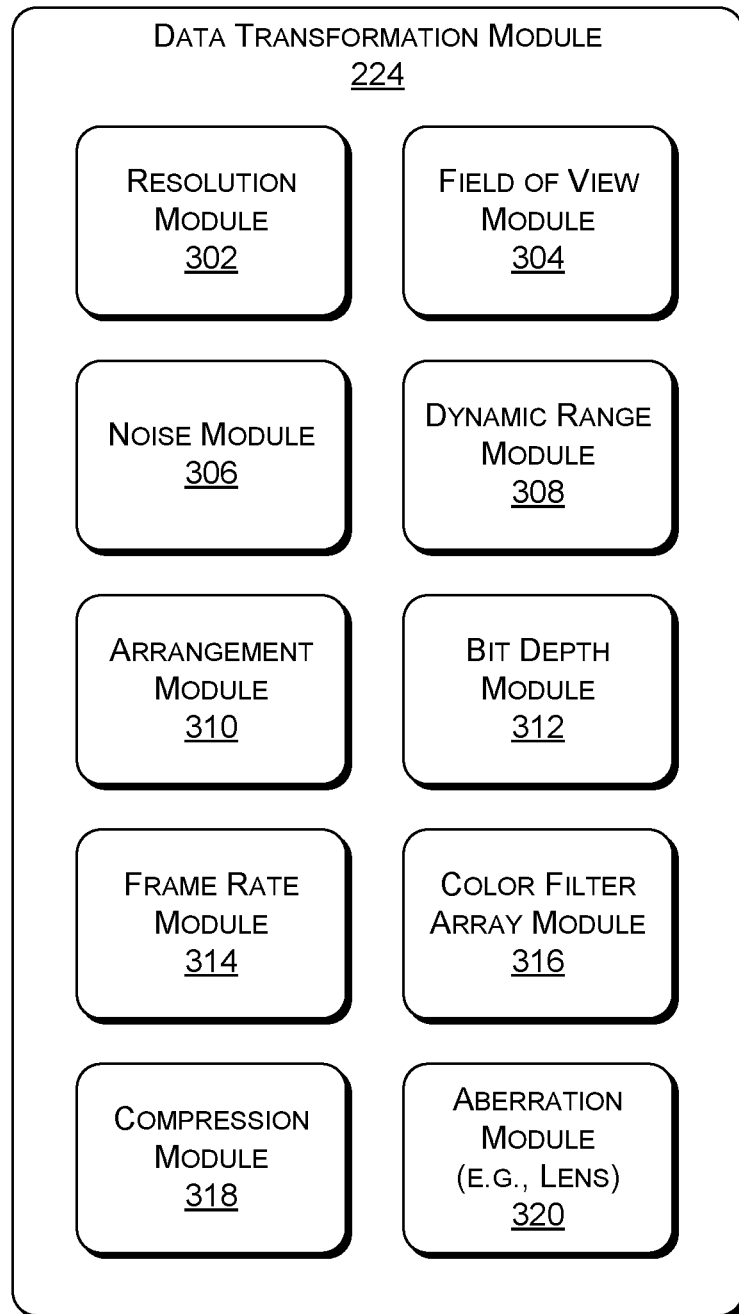 DATA TRANSFORMATION MODULE
224
RESOLUTION
MODULE
302
FIELD OF VIEW
MODULE
304
NOISE MODULE
306
DYNAMIC RANGE
MODULE
308
ARRANGEMENT
MODULE
310
BIT DEPTH
MODULE
312
FRAME RATE
MODULE
314
COLOR FILTER
ARRAY MODULE
316
COMPRESSION
MODULE
318
ABERRATION
MODULE
(E.G., LENS)
320